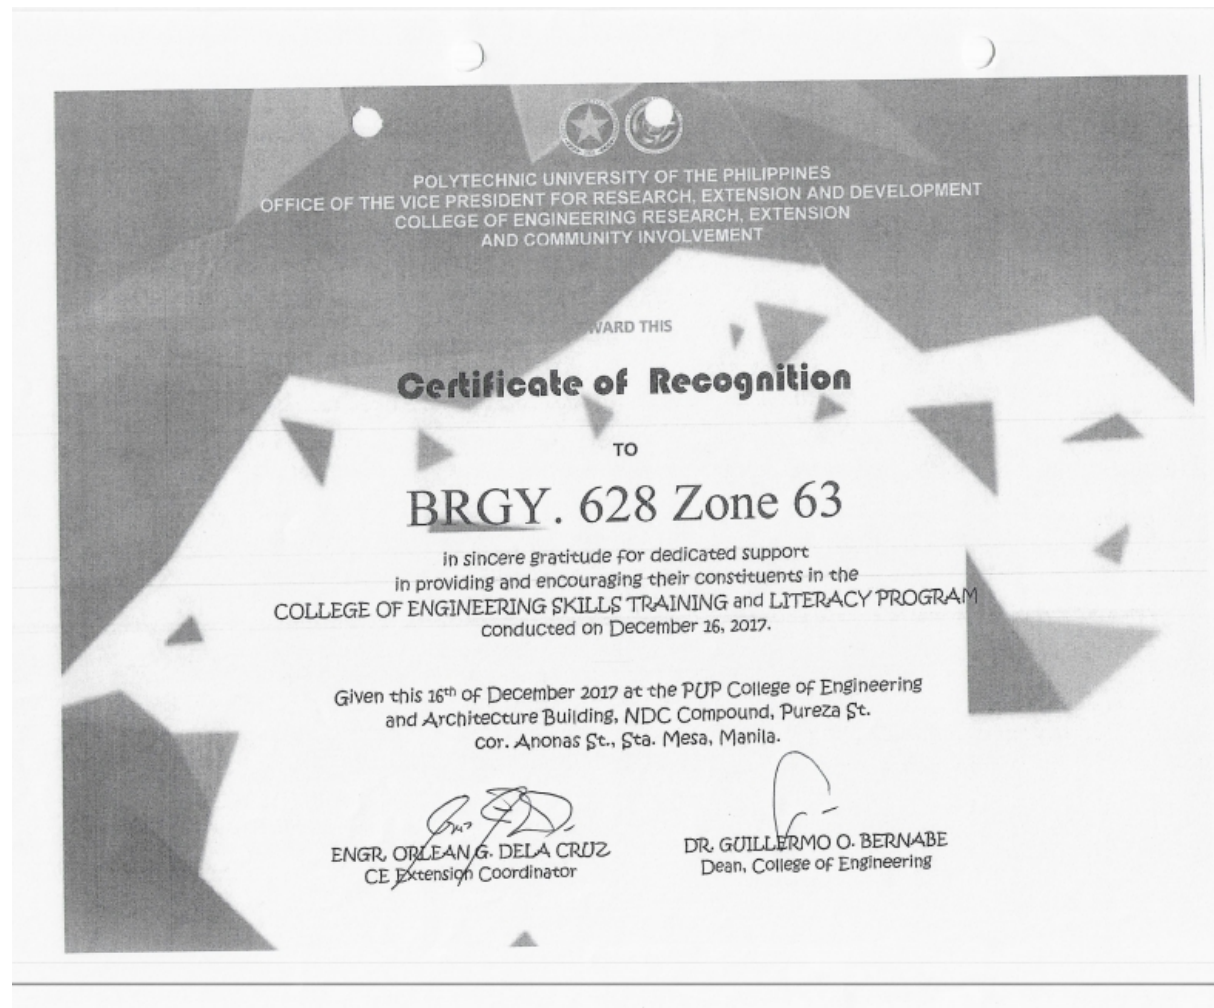 POLYTECHNIC UNIVERSITY OF THE PHILIPPINES
OFFICE OF THE VICE PRESIDENT FOR RESEARCH, EXTENSION AND DEVELOPMENT
COLLEGE OF ENGINEERING RESEARCH, EXTENSION
AND COMMUNITY INVOLVEMENT
WARD THIS
Certificate of Recognition
TO
BRGY. 628 Zone 63
in sincere gratitude for dedicated support
in providing and encouraging their constituents in the
COLLEGE OF ENGINEERING SKILLS TRAINING and LITERACY PROGRAM
conducted on December 16, 2017.
Given this 16th of December 2017 at the PUP College of Engineering
and Architecture Building, NDC Compound, Pureza St.
cor. Anonas St., Sta. Mesa, Manila.
ENGR. ORLEAN G. DELA CRUZ
CE Extension Coordinator
DR. GUILLERMO O. BERNABE
Dean, College of Engineering